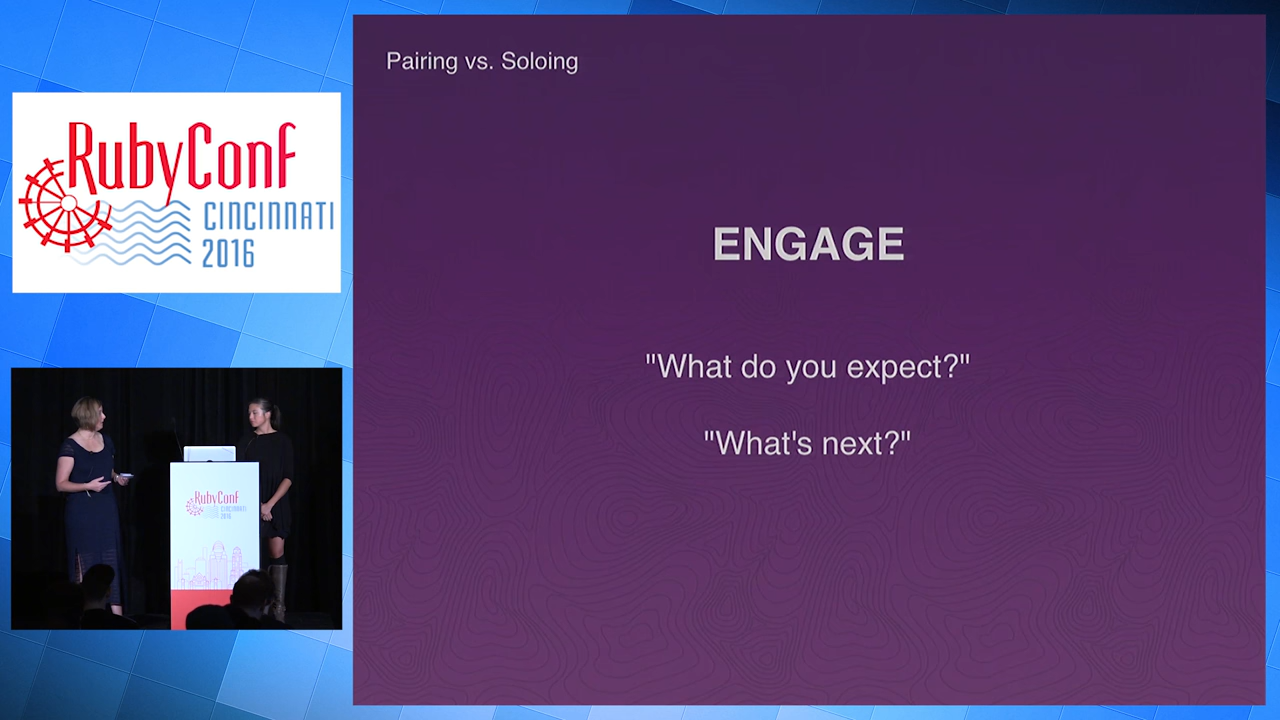 Pairing vs. Soloing
RubyConf
CINCINNATI
2016
ENGAGE
"What do you expect?"
"What's next?"
RubyConf
CINCINNATI
2016